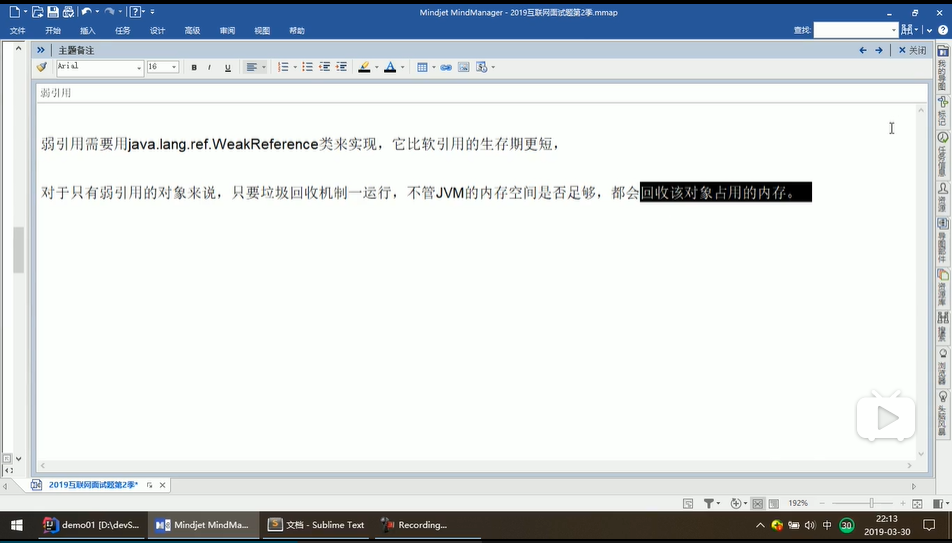 Mindjet MindManager - 2019互联网面试题第2季.mmap
文件 开始 插入 任务 设计 高级 审阅 视图 帮助 查找:
主题备注 关闭
Arial 16 B I U
弱引用
弱引用需要用java.lang.ref.WeakReference类来实现，它比软引用的生存期更短，
对于只有弱引用的对象来说，只要垃圾回收机制一运行，不管JVM的内存空间是否足够，都会回收该对象占用的内存。
我的导图
标记
任务信息
资源
导图部件
资源库
搜索
浏览器
头脑风暴
2019互联网面试题第2季*
192%
demo01 [D:\devS... Mindjet MindMa... 文档 - Sublime Text Recording... 中 30 22:13
2019-03-30